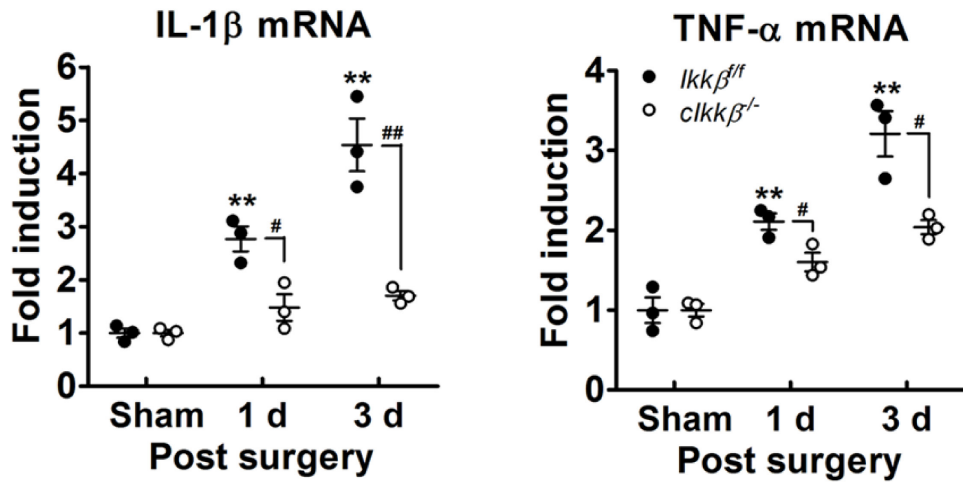 IL-1β mRNA
Fold induction
6
5
4
3
2
1
0
**
#
**
##
Sham 1 d 3 d
Post surgery
TNF-α mRNA
Ikkβf/f
cIkkβ-/-
Fold induction
4
3
2
1
0
**
#
**
#
Sham 1 d 3 d
Post surgery